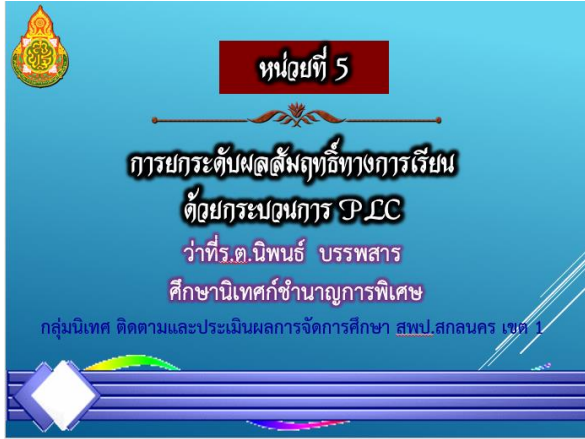 หน่วยที่ 5
การยกระดับผลสัมฤทธิ์ทางการเรียน
ด้วยกระบวนการ PLC
ว่าที่ร.ต.นิพนธ์ บรรพสาร
ศึกษานิเทศก์ชำนาญการพิเศษ
กลุ่มนิเทศ ติดตามและประเมินผลการจัดการศึกษา สพป.สกลนคร เขต 1